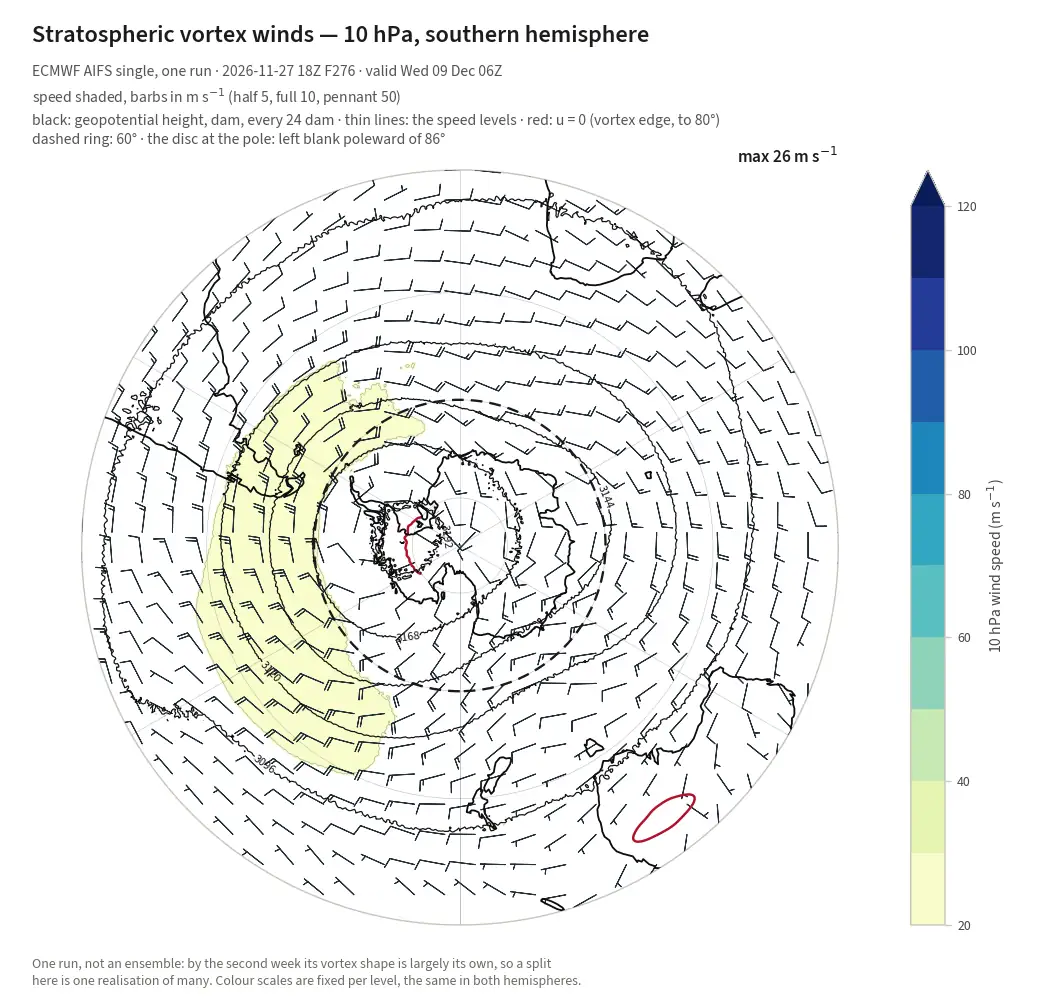 Stratospheric vortex winds — 10 hPa, southern hemisphere
ECMWF AIFS single, one run · 2026-11-27 18Z F276 · valid Wed 09 Dec 06Z
speed shaded, barbs in m s⁻¹ (half 5, full 10, pennant 50)
black: geopotential height, dam, every 24 dam · thin lines: the speed levels · red: u = 0 (vortex edge, to 80°)
dashed ring: 60° · the disc at the pole: left blank poleward of 86°
max 26 m s⁻¹
120
100
80
60
40
20
10 hPa wind speed (m s⁻¹)
3144
3168
3120
3096
One run, not an ensemble: by the second week its vortex shape is largely its own, so a split
here is one realisation of many. Colour scales are fixed per level, the same in both hemispheres.